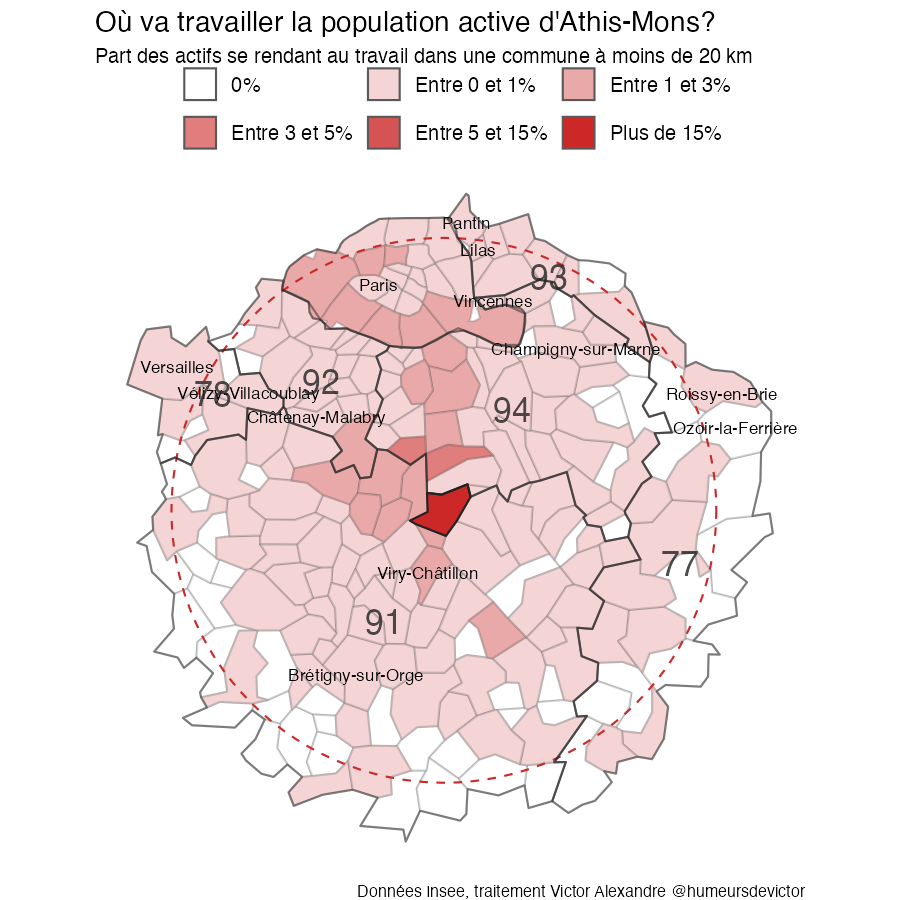 Où va travailler la population active d'Athis-Mons?
Part des actifs se rendant au travail dans une commune à moins de 20 km
0% Entre 0 et 1% Entre 1 et 3%
Entre 3 et 5% Entre 5 et 15% Plus de 15%
Pantin
Lilas
93
Paris
Vincennes
Champigny-sur-Marne
Versailles
92
78
Vélizy-Villacoublay
Roissy-en-Brie
Châtenay-Malabry
94
Ozoir-la-Ferrière
77
Viry-Châtillon
91
Brétigny-sur-Orge
Données Insee, traitement Victor Alexandre @humeursdevictor